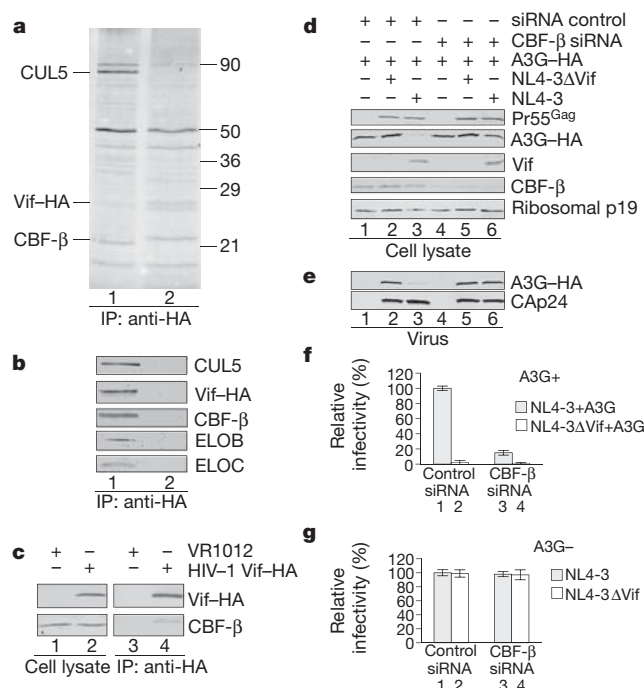 a
CUL5
Vif–HA
CBF-β
90
50
36
29
21
1 2
IP: anti-HA
b
CUL5
Vif–HA
CBF-β
ELOB
ELOC
1 2
IP: anti-HA
c
+ – + – VR1012
– + – + HIV–1 Vif–HA
Vif–HA
CBF-β
1 2 3 4
Cell lysate IP: anti-HA
d
+ + + – – – siRNA control
– – – + + + CBF-β siRNA
+ + + + + + A3G–HA
– + – – + – NL4-3ΔVif
– – + – – + NL4-3
Pr55Gag
A3G–HA
Vif
CBF-β
Ribosomal p19
1 2 3 4 5 6
Cell lysate
e
A3G–HA
CAp24
1 2 3 4 5 6
Virus
f
Relative infectivity (%)
120
100
80
60
40
20
0
A3G+
NL4-3+A3G
NL4-3ΔVif+A3G
Control siRNA
CBF-β siRNA
1 2 3 4
g
Relative infectivity (%)
120
100
80
60
40
20
0
A3G–
NL4-3
NL4-3ΔVif
Control siRNA
CBF-β siRNA
1 2 3 4